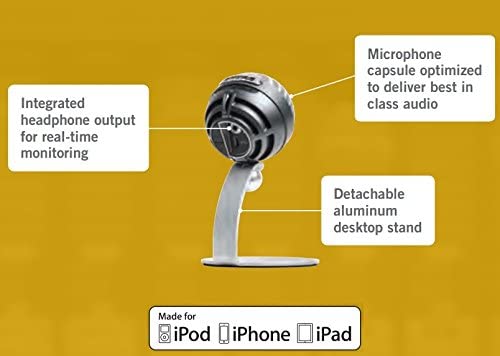 Microphone
capsule optimized
to deliver best in
class audio
Integrated
headphone output
for real-time
monitoring
Detachable
aluminum
desktop stand
Made for
iPod iPhone iPad